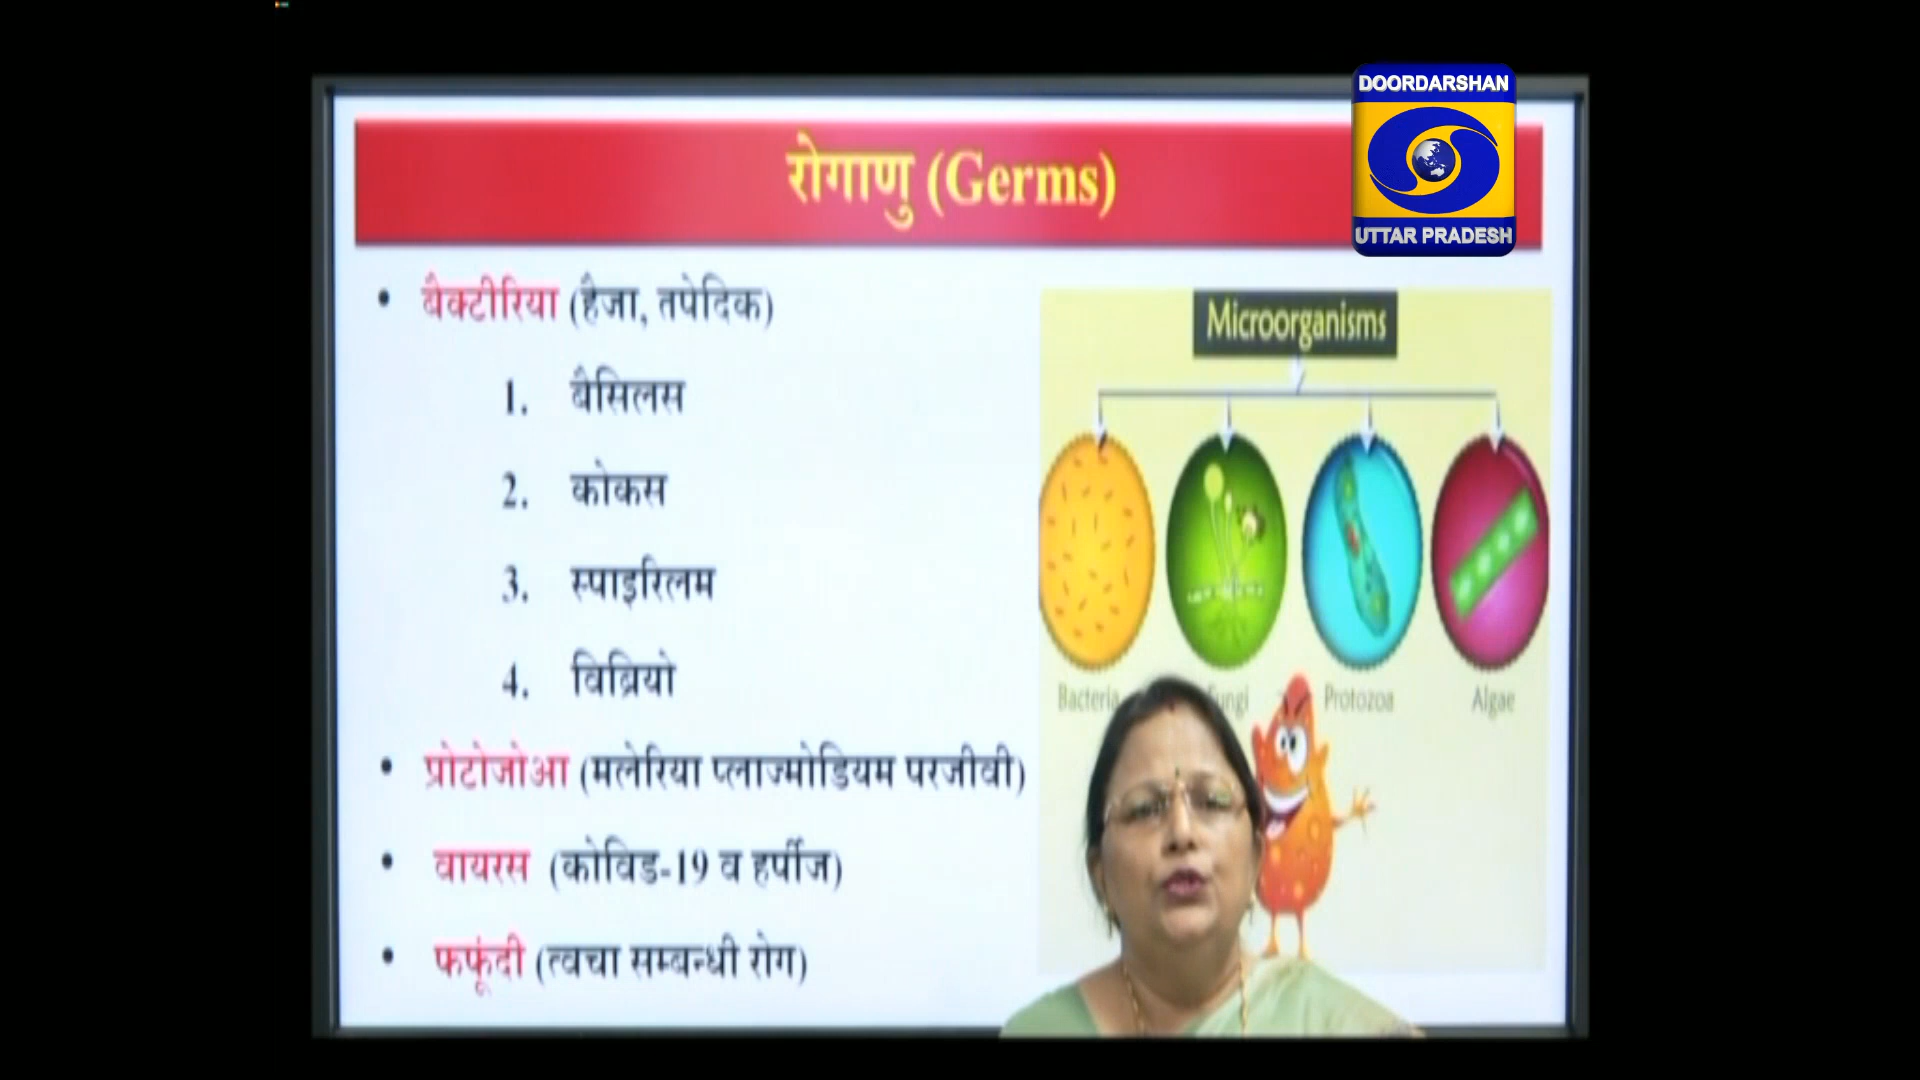 DOORDARSHAN
UTTAR PRADESH
रोगाणु (Germs)
• बैक्टीरिया (हैजा, तपेदिक)
1. बैसिलस
2. कोकस
3. स्पाइरिलम
4. विब्रियो
• प्रोटोजोआ (मलेरिया प्लाज्मोडियम परजीवी)
• वायरस (कोविड-19 व हर्पीज)
• फफूंदी (त्वचा सम्बन्धी रोग)
Microorganisms
Bacteria
Protozoa
Algae